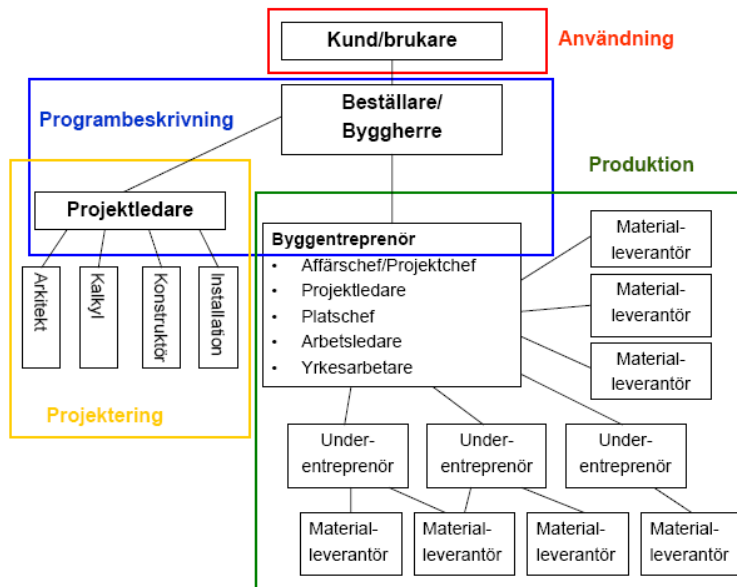 Kund/brukare
Användning
Beställare/
Byggherre
Programbeskrivning
Produktion
Projektledare
Arkitekt
Kalkyl
Konstruktör
Installation
Projektering
Byggentreprenör
• Affärschef/Projektchef
• Projektledare
• Platschef
• Arbetsledare
• Yrkesarbetare
Material-
leverantör
Material-
leverantör
Material-
leverantör
Under-
entreprenör
Under-
entreprenör
Under-
entreprenör
Material-
leverantör
Material-
leverantör
Material-
leverantör
Material-
leverantör